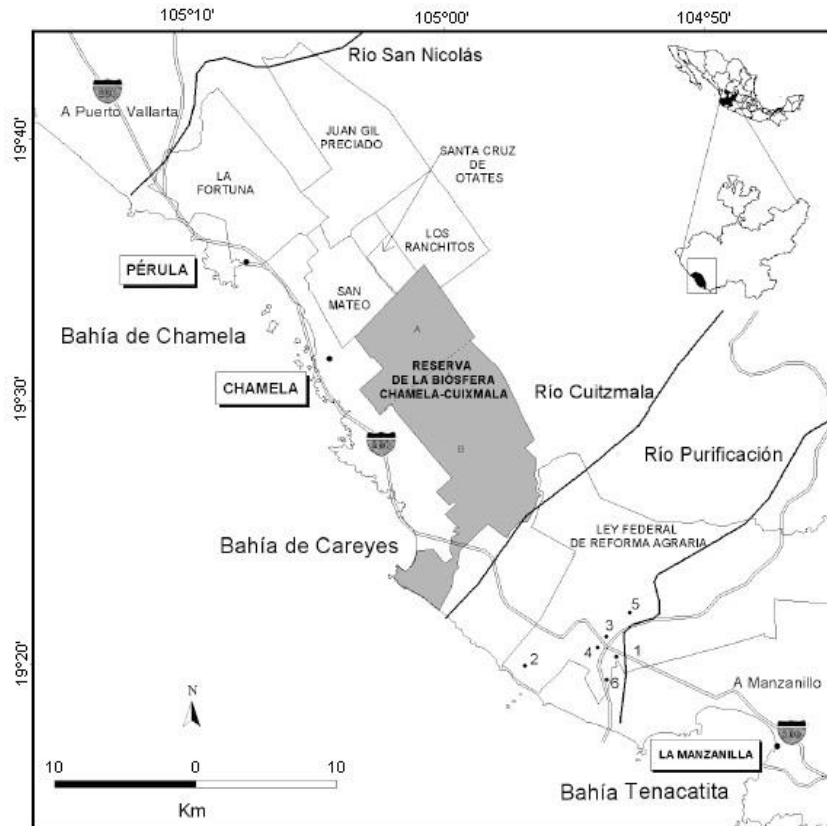 105°10'
105°00'
104°50'
Río San Nicolás
A Puerto Vallarta
19°40'
JUAN GIL
PRECIADO
SANTA CRUZ
DE
OTATES
LA
FORTUNA
LOS
RANCHITOS
PÉRULA
SAN
MATEO
Bahía de Chamela
A
RESERVA
DE LA BIÓSFERA
CHAMELA-CUIXMALA
CHAMELA
Río Cuitzmala
19°30'
B
Río Purificación
LEY FEDERAL
DE REFORMA AGRARIA
Bahía de Careyes
5
3
4
1
2
19°20'
6
A Manzanillo
N
LA MANZANILLA
10
0
10
Bahía Tenacatita
Km